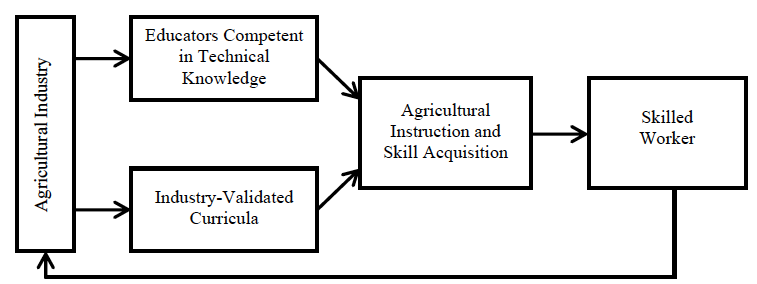 Agricultural Industry
Educators Competent
in Technical
Knowledge
Industry-Validated
Curricula
Agricultural
Instruction and
Skill Acquisition
Skilled
Worker